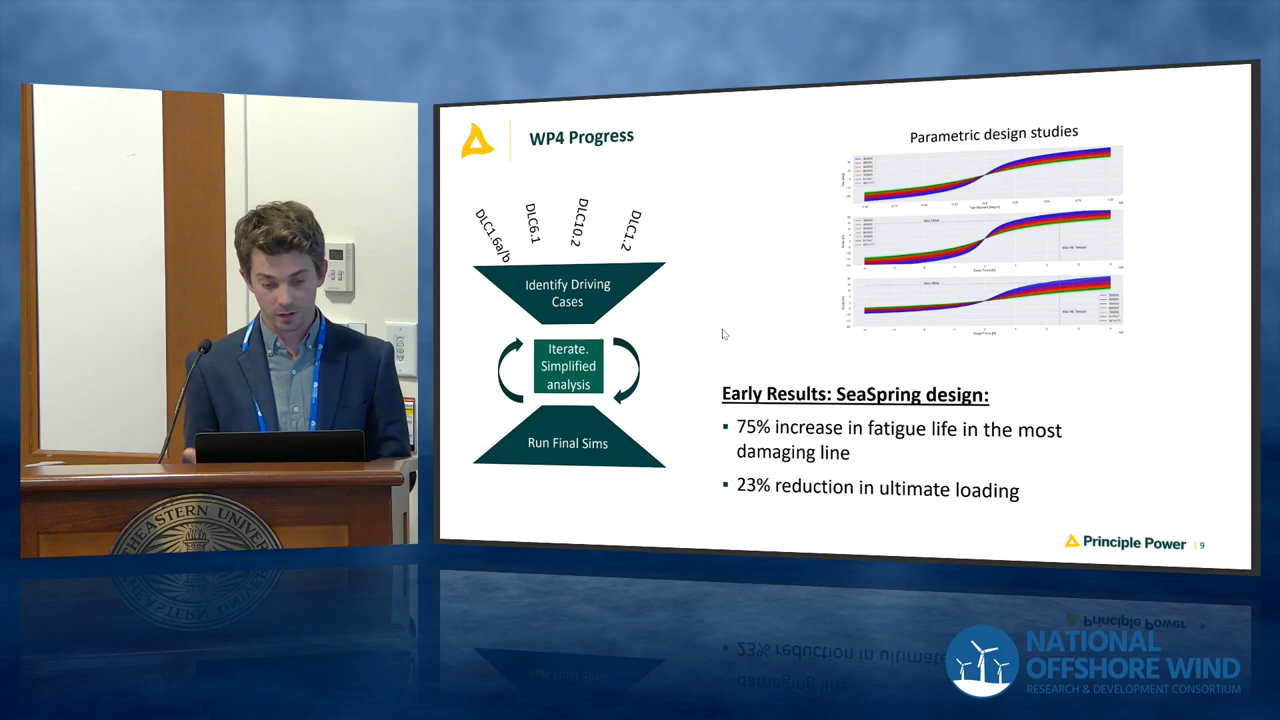 WP4 Progress
DLC1.6a/b
DLC6.1
DLC10.2
DLC1.2
Identify Driving
Cases
Iterate.
Simplified
analysis
Run Final Sims
Parametric design studies
Early Results: SeaSpring design:
▪ 75% increase in fatigue life in the most
damaging line
▪ 23% reduction in ultimate loading
Principle Power | 9
HEASTERN UNIVE
NATIONAL
OFFSHORE WIND
RESEARCH & DEVELOPMENT CONSORTIUM